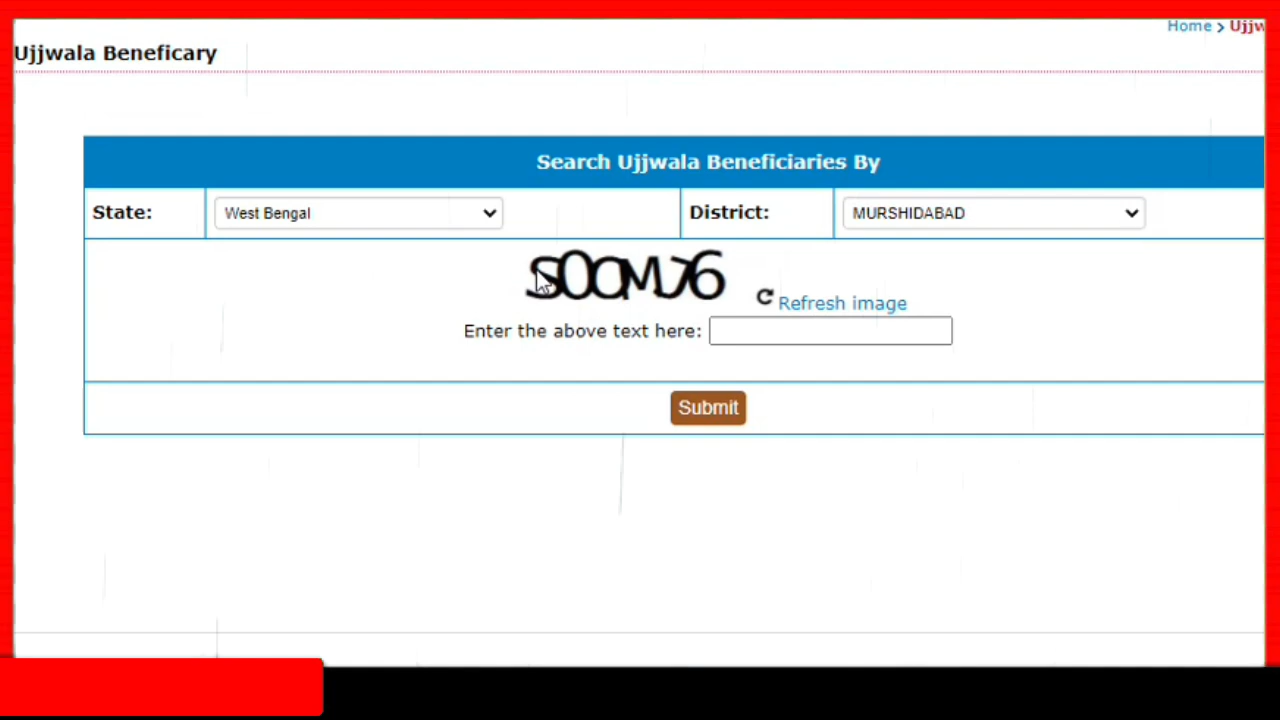 Home > Ujjw
Ujjwala Beneficary
Search Ujjwala Beneficiaries By
State: West Bengal District: MURSHIDABAD
Refresh image
Enter the above text here:
Submit